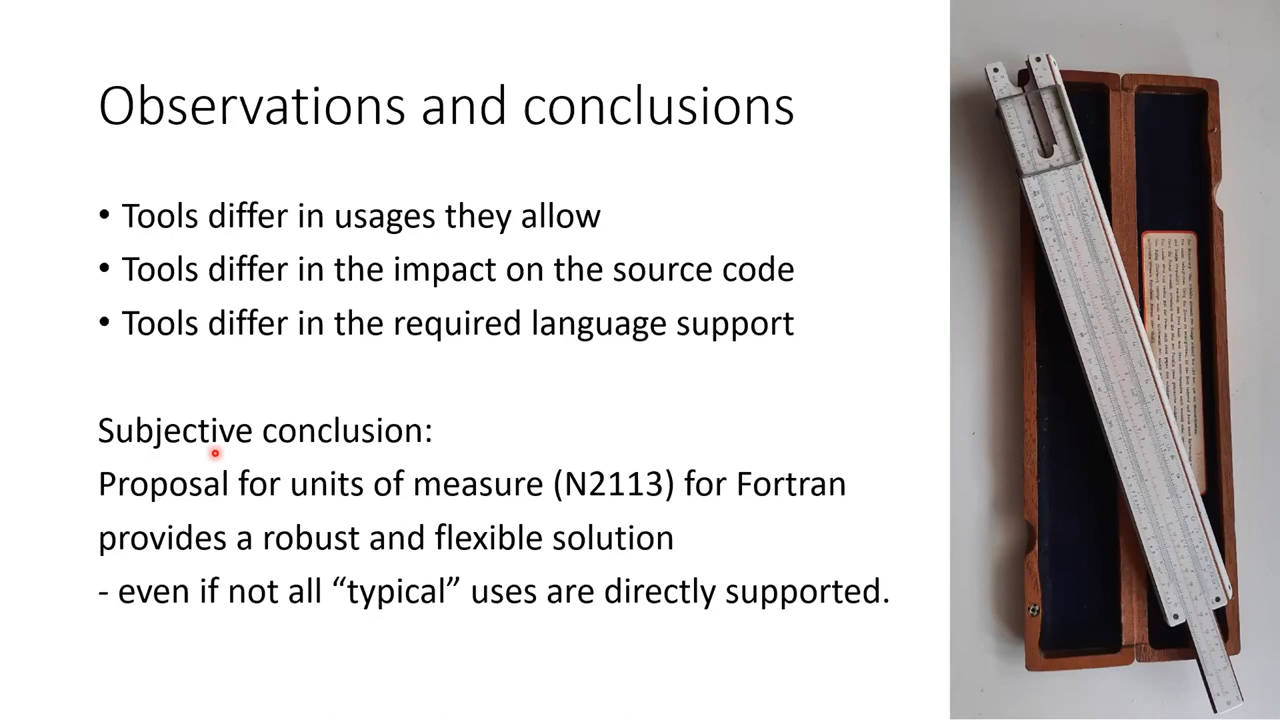 Observations and conclusions
• Tools differ in usages they allow
• Tools differ in the impact on the source code
• Tools differ in the required language support
Subjective conclusion:
Proposal for units of measure (N2113) for Fortran
provides a robust and flexible solution
- even if not all “typical” uses are directly supported.